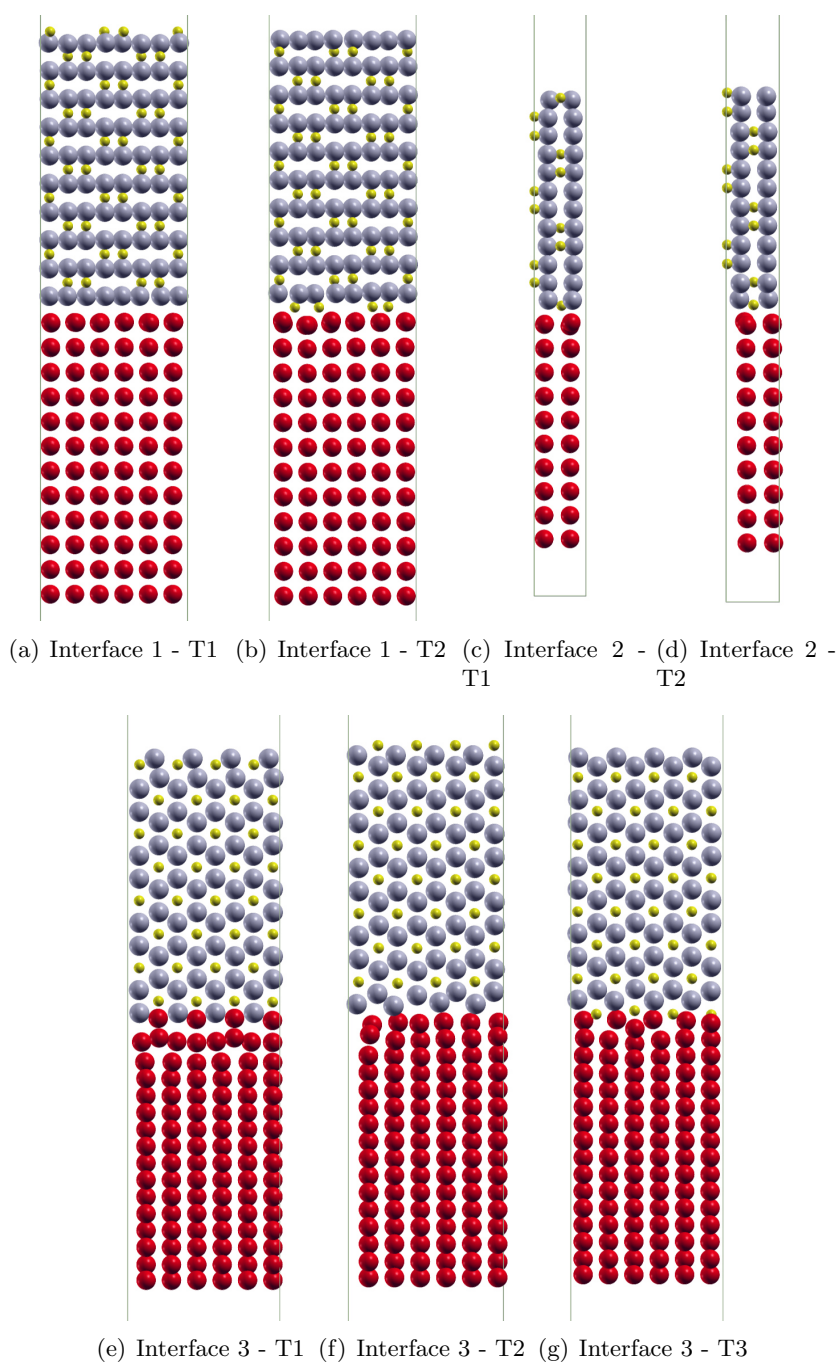 (a) Interface 1 - T1 (b) Interface 1 - T2 (c) Interface 2 - (d) Interface 2 -
T1 T2
(e) Interface 3 - T1 (f) Interface 3 - T2 (g) Interface 3 - T3